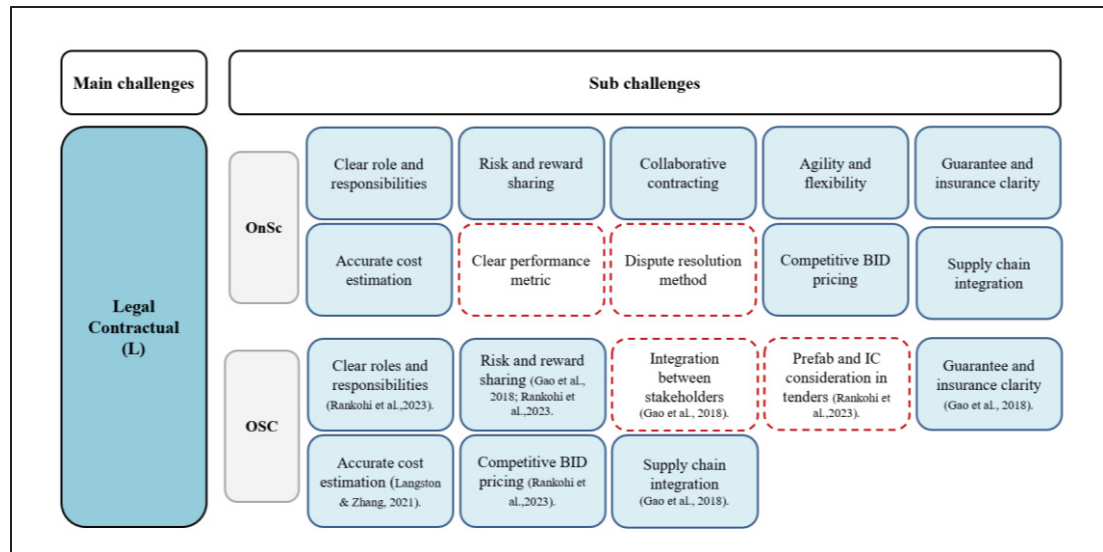 Main challenges
Sub challenges
Legal
Contractual
(L)
OnSc
Clear role and
responsibilities
Risk and reward
sharing
Collaborative
contracting
Agility and
flexibility
Guarantee and
insurance clarity
Accurate cost
estimation
Clear performance
metric
Dispute resolution
method
Competitive BID
pricing
Supply chain
integration
OSC
Clear roles and
responsibilities
(Rankohi et al.,2023).
Risk and reward
sharing (Gao et al.,
2018; Rankohi et
al.,2023.
Integration
between
stakeholders
(Gao et al., 2018).
Prefab and IC
consideration in
tenders (Rankohi et
al.,2023).
Guarantee and
insurance clarity
(Gao et al., 2018).
Accurate cost
estimation (Langston
& Zhang, 2021).
Competitive BID
pricing (Rankohi et
al.,2023).
Supply chain
integration
(Gao et al., 2018).